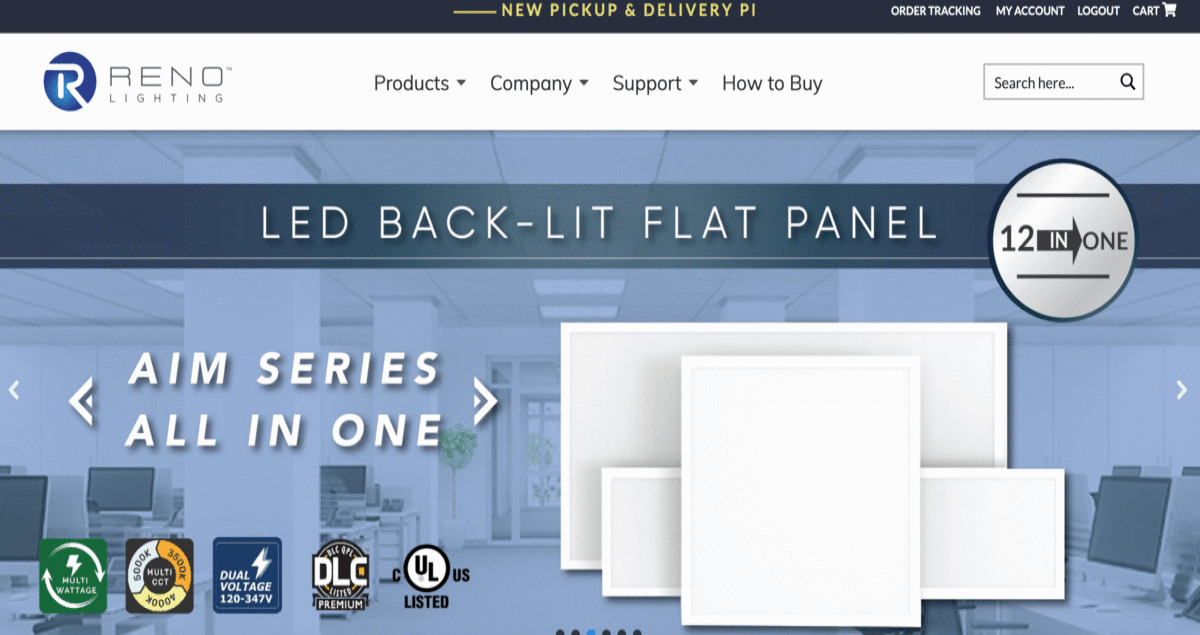 NEW PICKUP & DELIVERY PI
ORDER TRACKING MY ACCOUNT LOGOUT CART
RENO™
LIGHTING
Products Company Support How to Buy
Search here...
LED BACK-LIT FLAT PANEL
12 IN ONE
AIM SERIES
ALL IN ONE
MULTI
WATTAGE
5000K
3500K
4000K
MULTI
CCT
DUAL
VOLTAGE
120-347V
DLC QPL
DLC
LISTED
PREMIUM
C UL US
LISTED